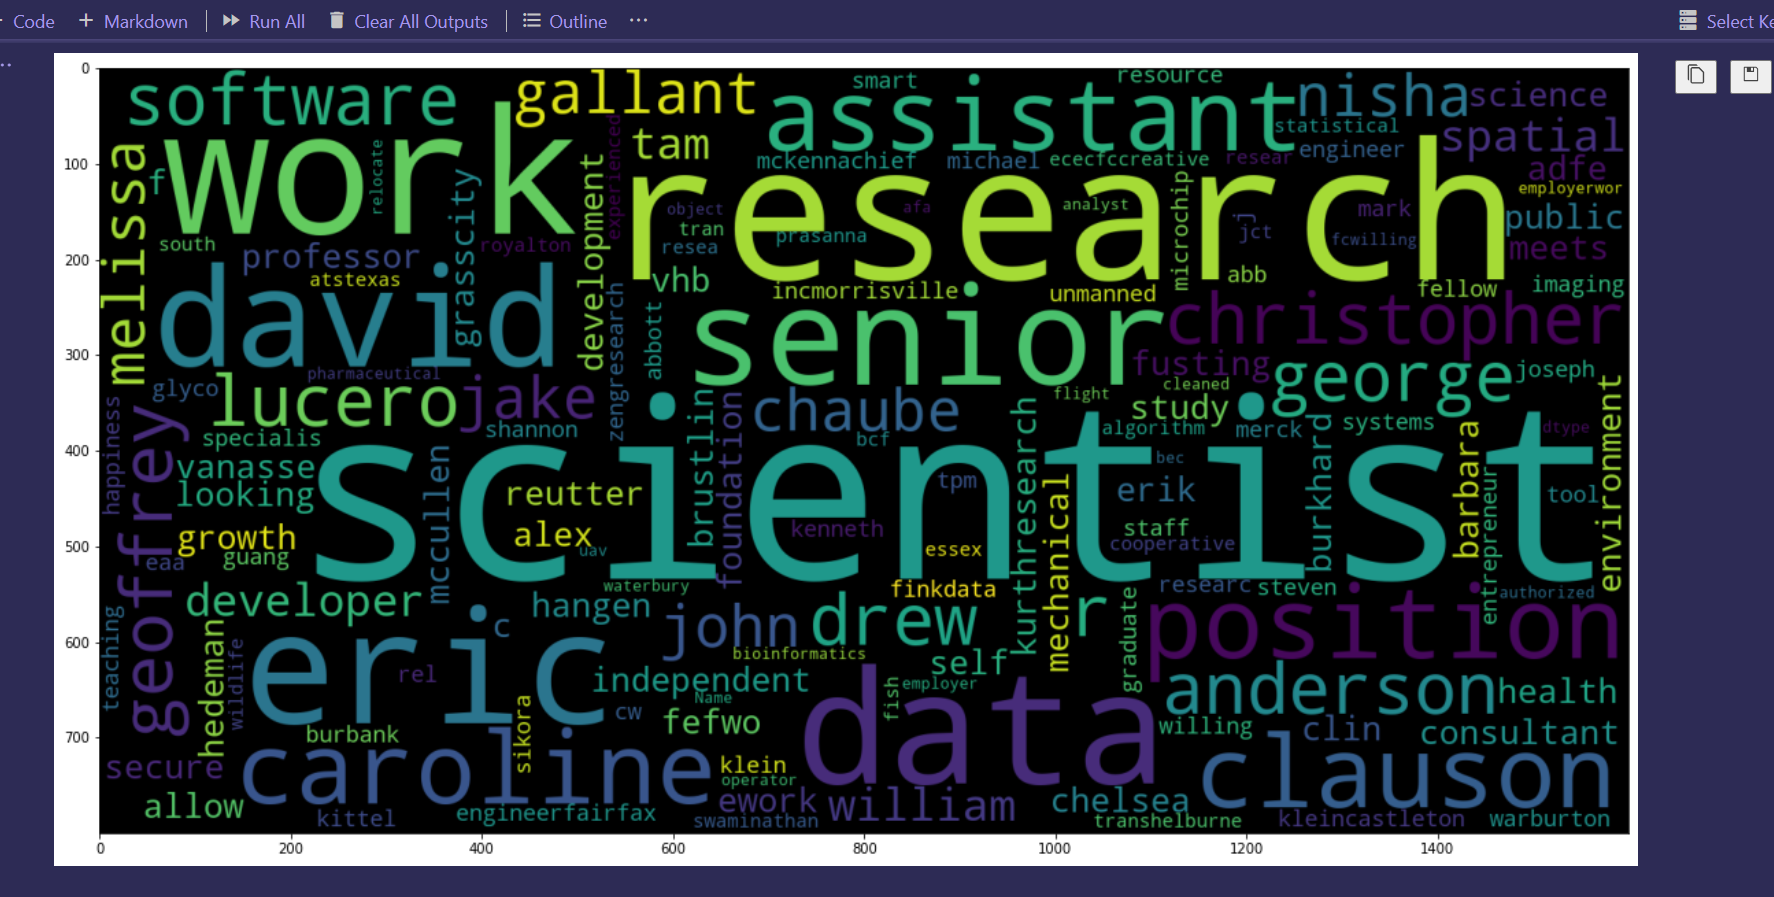 Code + Markdown Run All Clear All Outputs Outline ... Select Ke
0
100
200
300
400
500
600
700
0 200 400 600 800 1000 1200 1400
software
gallant
smart
resource
assistant
nisha
science
work
melissa
f
relocate
experienced
tam
statistical
spatial
mckennachief
michael
ececfccreative
resear
engineer
adfe
employerwor
research
development
grasscity
object
afa
analyst
microchip
jj
mark
public
south
professor
royalton
tran
resea
prasanna
jct
fcwilling
meets
atstexas
vhb
abb
david
incmorrisville
unmanned
fellow
imaging
senior
christopher
zengresearch
abbott
fusting
george
joseph
pharmaceutical
glyco
lucero
jake
flight
cleaned
chaube
study
happiness
geoffrey
specialis
shannon
brustlin
foundation
bcf
kurthresearch
algorithm
merck
burkhard
systems
barbara
dtype
environment
scientist
vanasse
looking
mccullen
reutter
tpm
bec
erik
tool
growth
alex
kenneth
mechanical
staff
entrepreneur
eaa
guang
uav
essex
cooperative
waterbury
finkdata
researc
steven
authorized
developer
hangen
john
drew
r
graduate
position
teaching
hedeman
wildlife
eric
c
bioinformatics
self
rel
independent
fish
employer
anderson
health
Name
data
sikora
cw
fefwo
willing
clin
consultant
burbank
secure
caroline
klein
operator
clauson
allow
kittel
engineerfairfax
ework
swaminathan
william
chelsea
transhelburne
kleincastleton
warburton